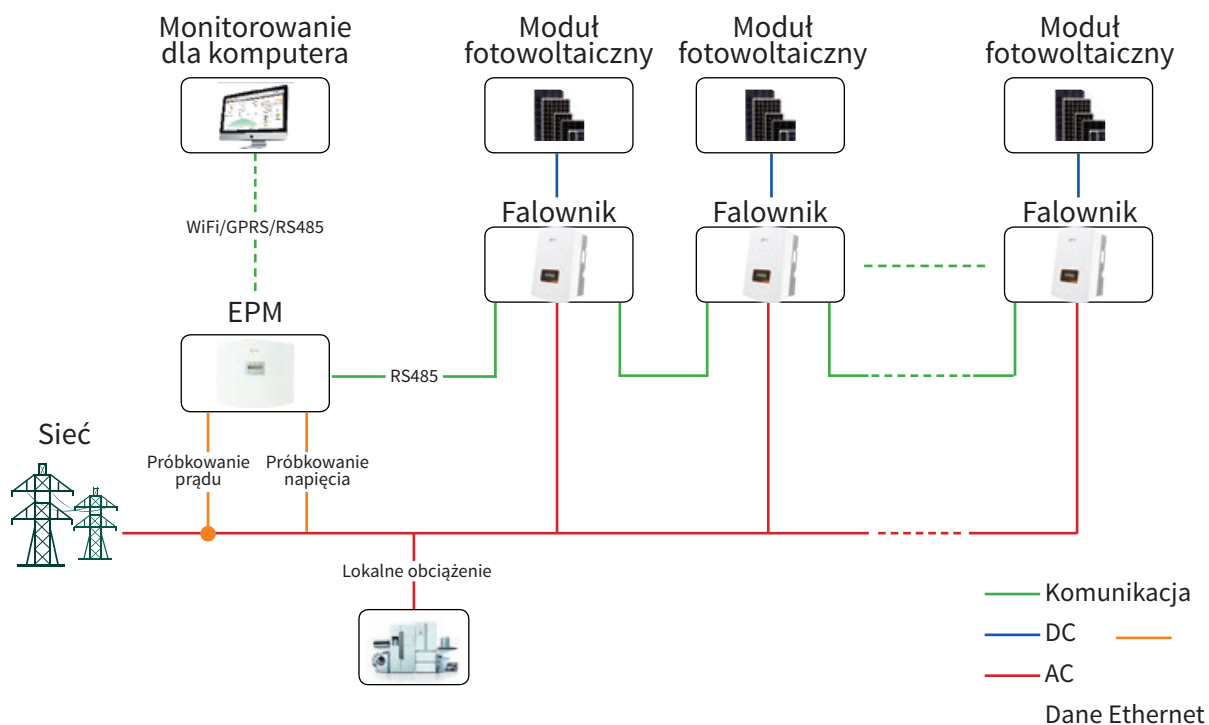 Monitorowanie
dla komputera
Moduł
fotowoltaiczny
Moduł
fotowoltaiczny
Moduł
fotowoltaiczny
WiFi/GPRS/RS485
Falownik
Falownik
Falownik
EPM
RS485
Sieć
Próbkowanie
prądu
Próbkowanie
napięcia
Lokalne obciążenie
Komunikacja
DC
AC
Dane Ethernet